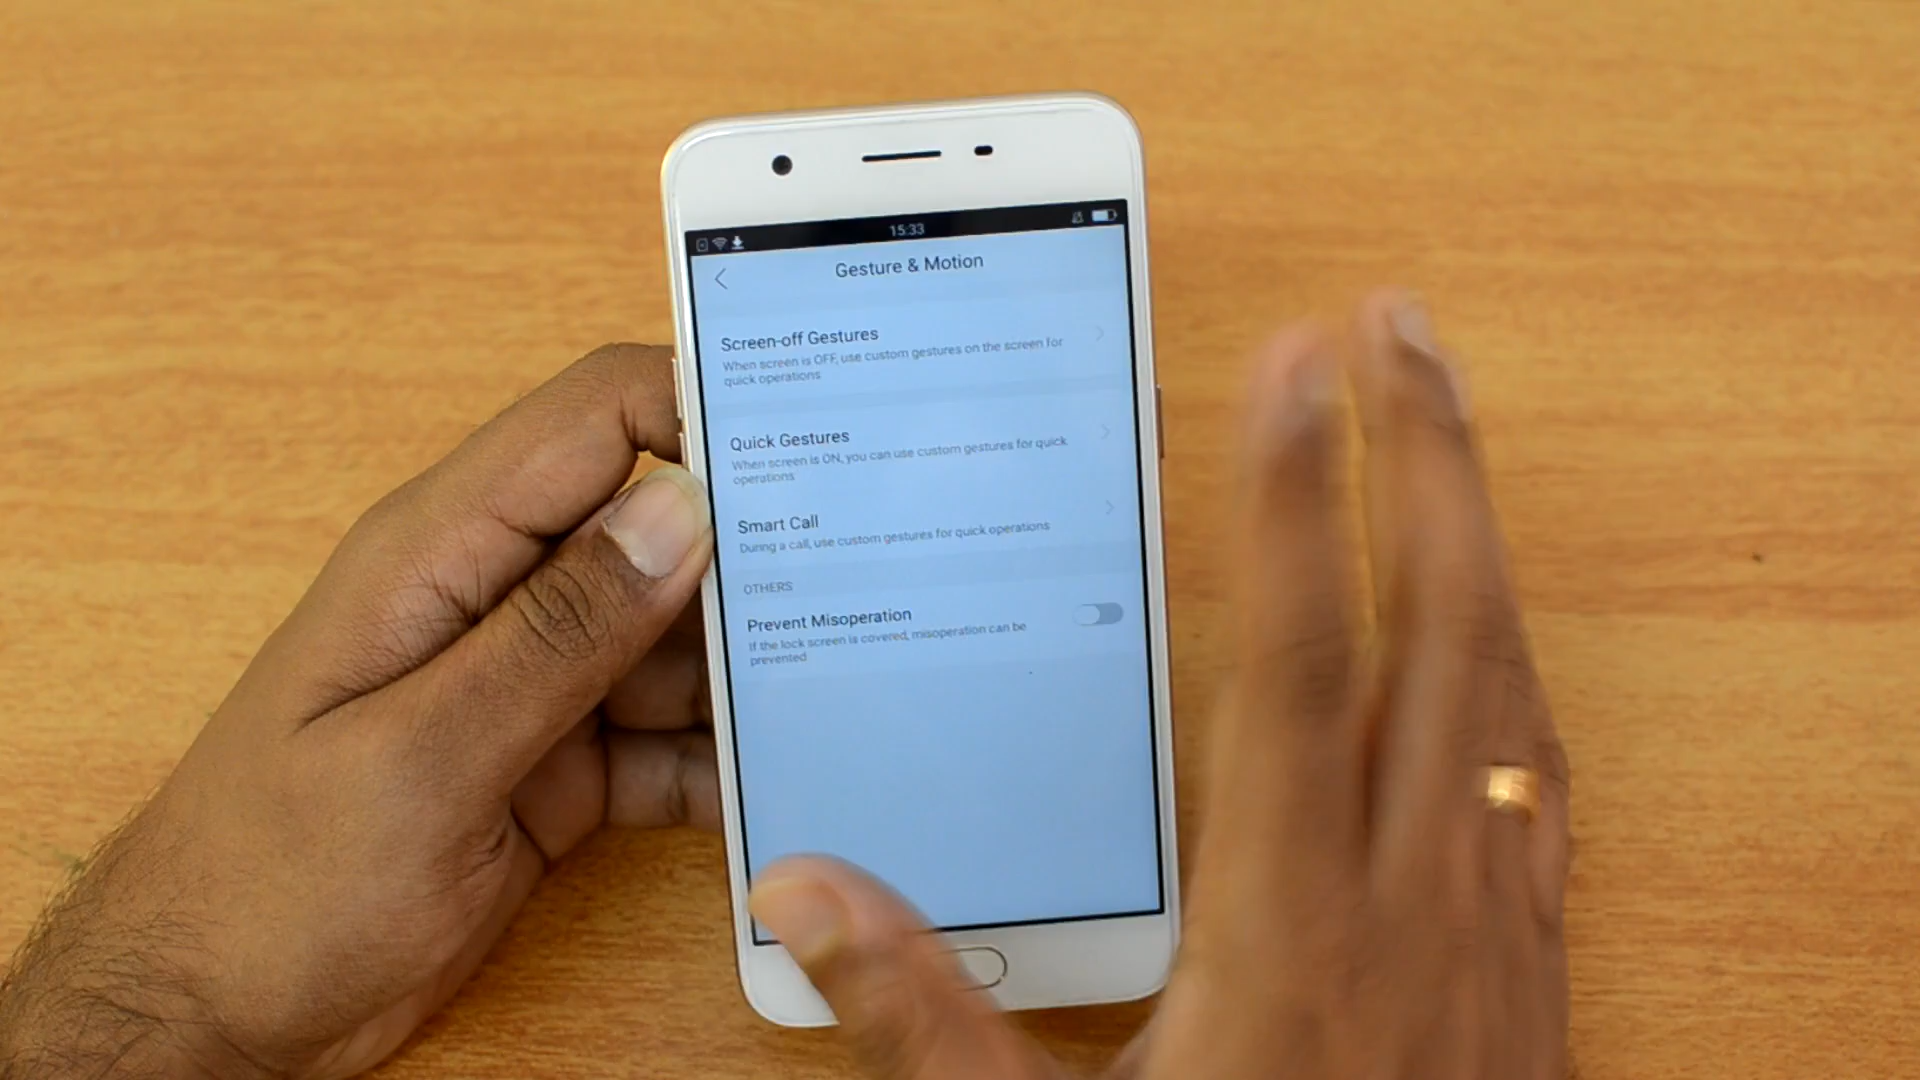 15:33
Gesture & Motion
Screen-off Gestures
When screen is OFF, use custom gestures on the screen for
quick operations
Quick Gestures
When screen is ON, you can use custom gestures for quick
operations
Smart Call
During a call, use custom gestures for quick operations
OTHERS
Prevent Misoperation
If the lock screen is covered, misoperation can be
prevented